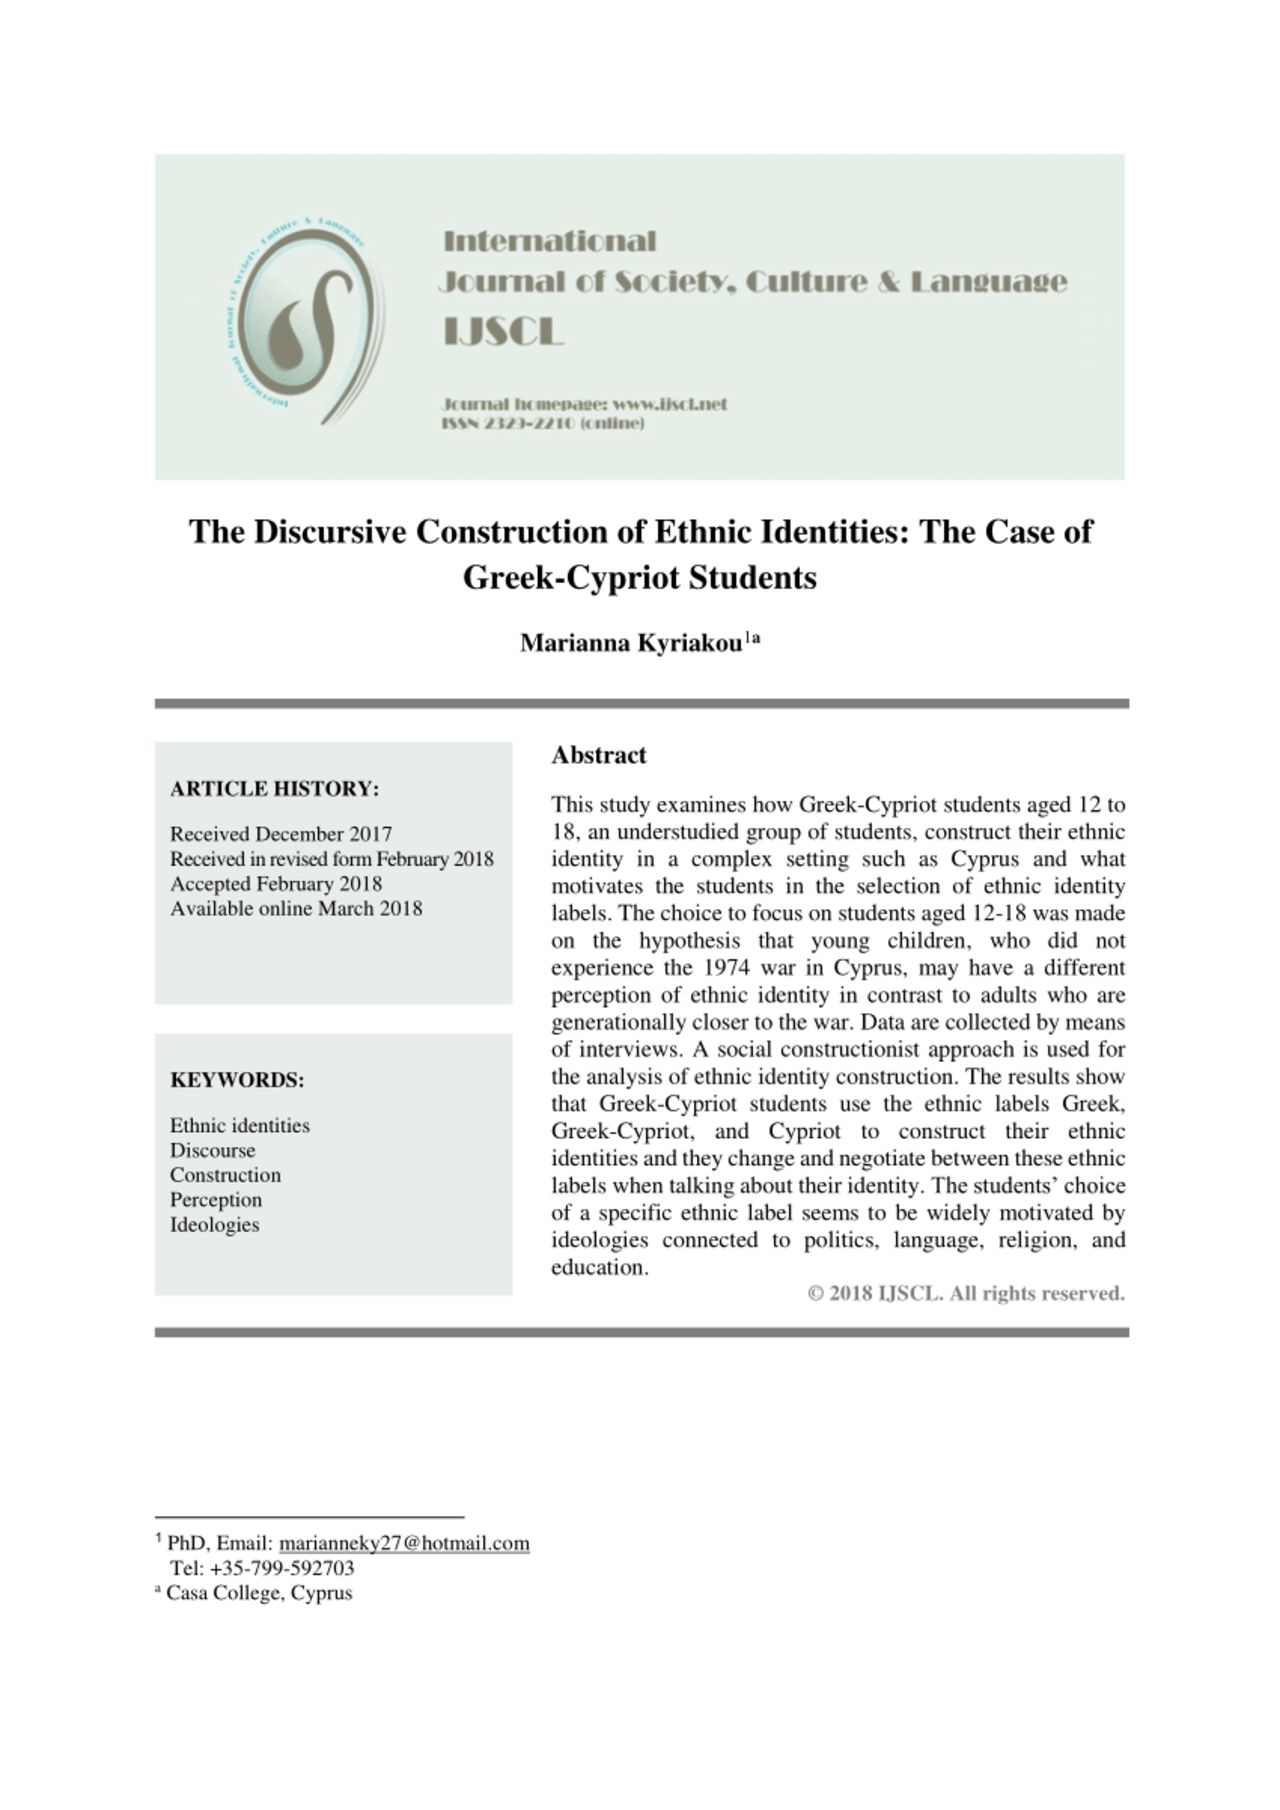 International Journal of Society, Culture & Language
International
Journal of Society, Culture & Language
IJSCL
Journal homepage: www.ijscl.net
ISSN 2329-2210 (online)
The Discursive Construction of Ethnic Identities: The Case of
Greek-Cypriot Students
Marianna Kyriakou1a
ARTICLE HISTORY:
Received December 2017
Received in revised form February 2018
Accepted February 2018
Available online March 2018
KEYWORDS:
Ethnic identities
Discourse
Construction
Perception
Ideologies
Abstract
This study examines how Greek-Cypriot students aged 12 to
18, an understudied group of students, construct their ethnic
identity in a complex setting such as Cyprus and what
motivates the students in the selection of ethnic identity
labels. The choice to focus on students aged 12-18 was made
on the hypothesis that young children, who did not
experience the 1974 war in Cyprus, may have a different
perception of ethnic identity in contrast to adults who are
generationally closer to the war. Data are collected by means
of interviews. A social constructionist approach is used for
the analysis of ethnic identity construction. The results show
that Greek-Cypriot students use the ethnic labels Greek,
Greek-Cypriot, and Cypriot to construct their ethnic
identities and they change and negotiate between these ethnic
labels when talking about their identity. The students’ choice
of a specific ethnic label seems to be widely motivated by
ideologies connected to politics, language, religion, and
education.
© 2018 IJSCL. All rights reserved.
1 PhD, Email: marianneky27@hotmail.com
Tel: +35-799-592703
a Casa College, Cyprus